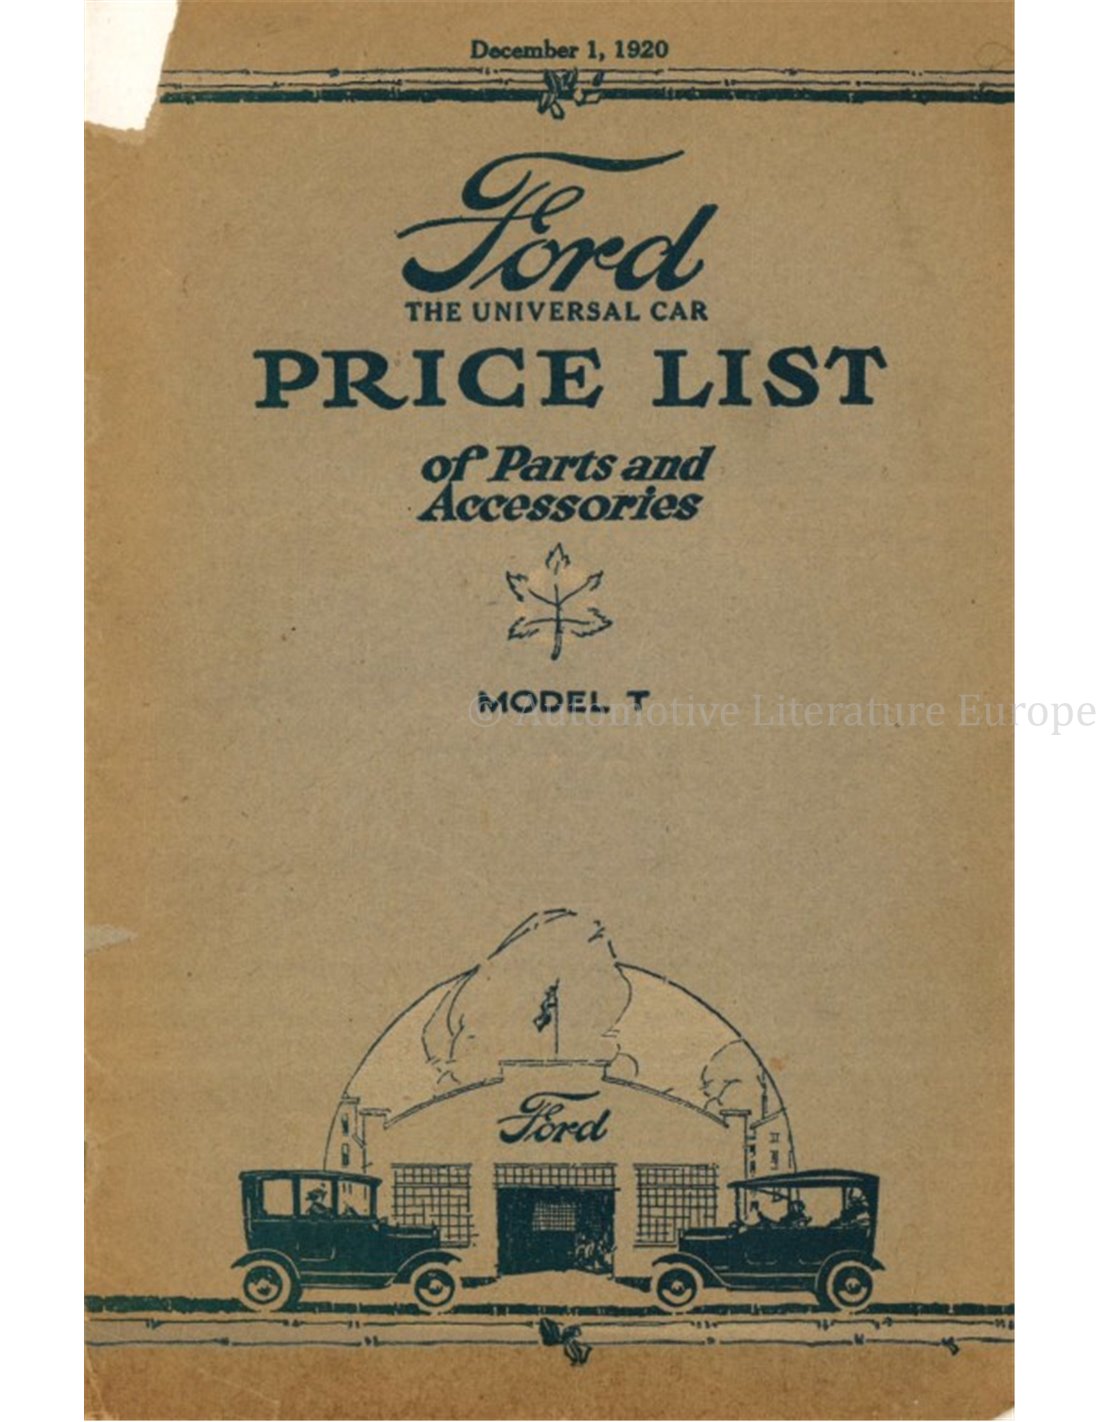 December 1, 1920
Ford
THE UNIVERSAL CAR
PRICE LIST
of Parts and
Accessories
MODEL T
© Automotive Literature Europe
Ford